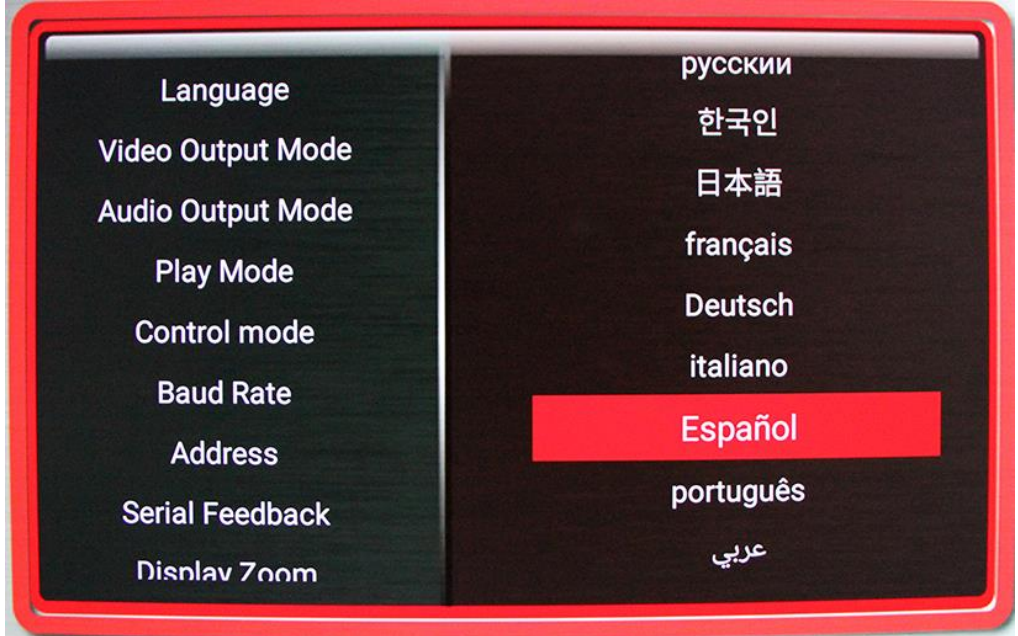 Language
Video Output Mode
Audio Output Mode
Play Mode
Control mode
Baud Rate
Address
Serial Feedback
Display Zoom
русский
한국인
日本語
français
Deutsch
italiano
Español
português
عربي